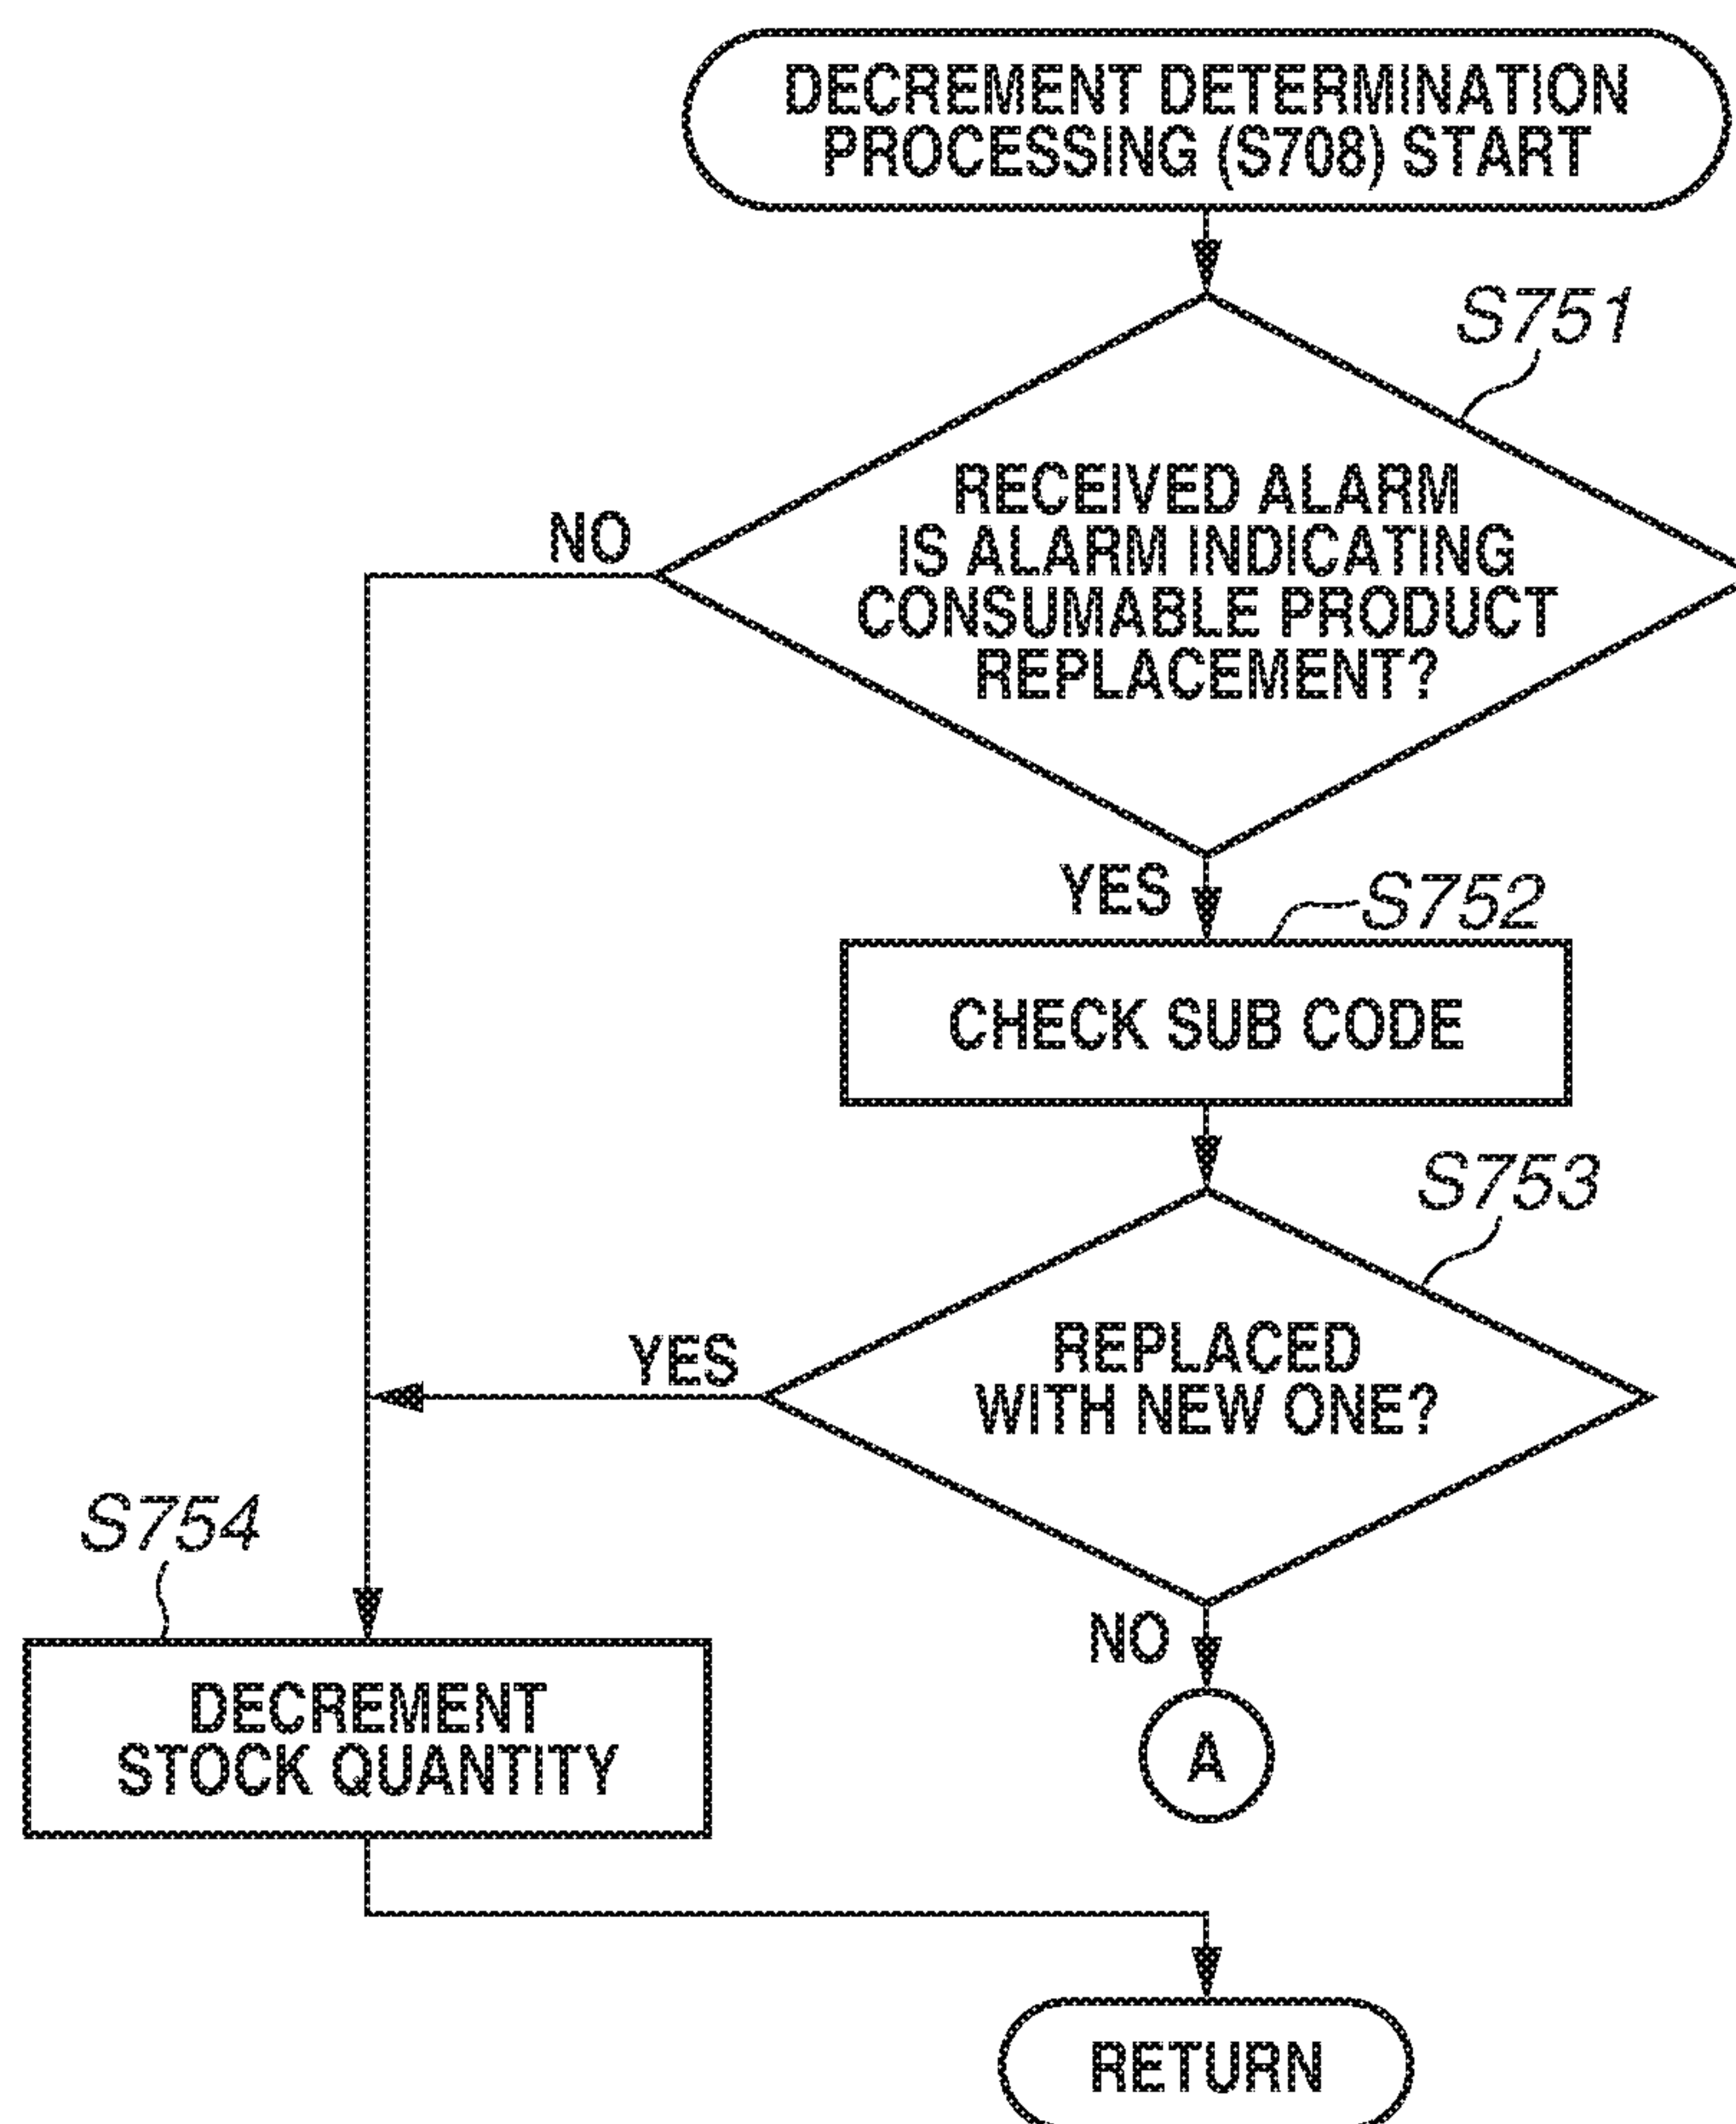 DECREMENT DETERMINATION
PROCESSING (S708) START
S751
RECEIVED ALARM
IS ALARM INDICATING
CONSUMABLE PRODUCT
REPLACEMENT?
NO
YES
S752
CHECK SUB CODE
S753
REPLACED
WITH NEW ONE?
YES
NO
S754
DECREMENT
STOCK QUANTITY
A
RETURN